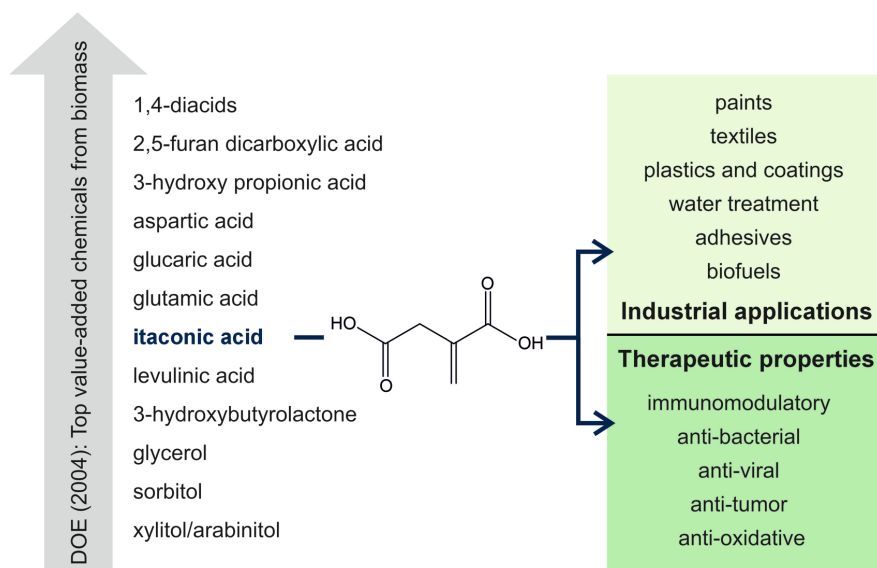 DOE (2004): Top value-added chemicals from biomass
1,4-diacids
2,5-furan dicarboxylic acid
3-hydroxy propionic acid
aspartic acid
glucaric acid
glutamic acid
itaconic acid
levulinic acid
3-hydroxybutyrolactone
glycerol
sorbitol
xylitol/arabinitol
HO
O
O
OH
paints
textiles
plastics and coatings
water treatment
adhesives
biofuels
Industrial applications
Therapeutic properties
immunomodulatory
anti-bacterial
anti-viral
anti-tumor
anti-oxidative